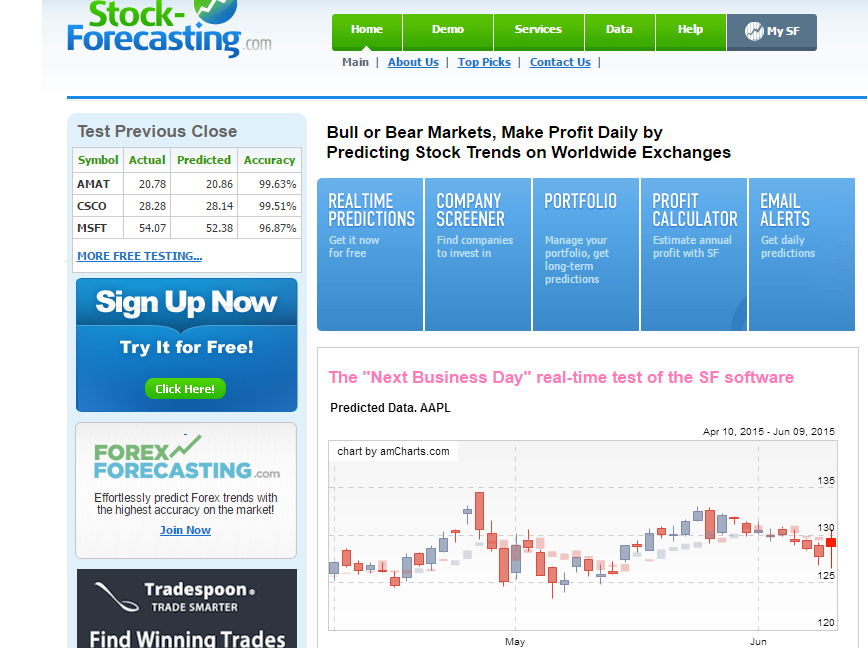 Stock-
Forecasting.com
Home Demo Services Data Help My SF
Main | About Us | Top Picks | Contact Us |
Test Previous Close
Symbol Actual Predicted Accuracy
AMAT 20.78 20.86 99.63%
CSCO 28.28 28.14 99.51%
MSFT 54.07 52.38 96.87%
MORE FREE TESTING...
Sign Up Now
Try It for Free!
Click Here!
FOREX
FORECASTING.com
Effortlessly predict Forex trends with
the highest accuracy on the market!
Join Now
Tradespoon
TRADE SMARTER
Find Winning Trades
Bull or Bear Markets, Make Profit Daily by
Predicting Stock Trends on Worldwide Exchanges
REALTIME
PREDICTIONS
Get it now
for free
COMPANY
SCREENER
Find companies
to invest in
PORTFOLIO
Manage your
portfolio, get
long-term
predictions
PROFIT
CALCULATOR
Estimate annual
profit with SF
EMAIL
ALERTS
Get daily
predictions
The "Next Business Day" real-time test of the SF software
Predicted Data. AAPL
Apr 10, 2015 - Jun 09, 2015
chart by amCharts.com
135
130
125
120
May Jun